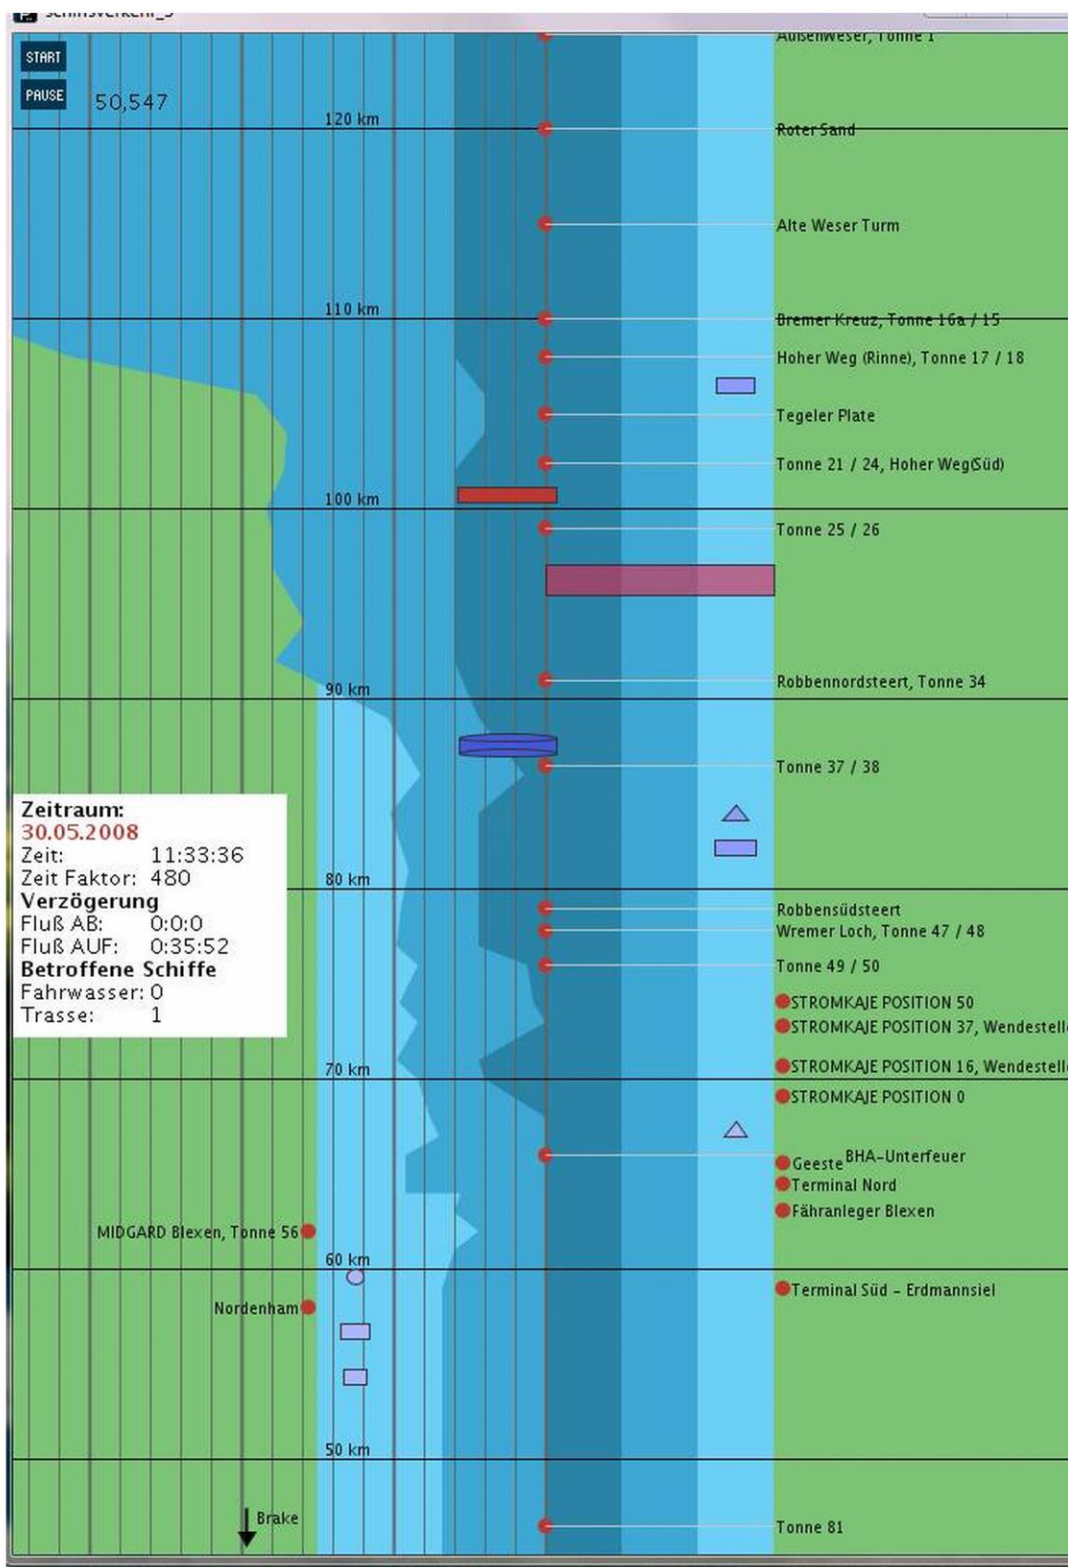 schiffsverkehr_3
START
Außenweser, Tonne 1
PAUSE
50,547
120 km
Roter Sand
Alte Weser Turm
110 km
Bremer Kreuz, Tonne 16a / 15
Hoher Weg (Rinne), Tonne 17 / 18
Tegeler Plate
Tonne 21 / 24, Hoher Weg(Süd)
100 km
Tonne 25 / 26
90 km
Robbennordsteert, Tonne 34
Tonne 37 / 38
Zeitraum:
30.05.2008
Zeit: 11:33:36
Zeit Faktor: 480
Verzögerung
Fluß AB: 0:0:0
Fluß AUF: 0:35:52
Betroffene Schiffe
Fahrwasser: 0
Trasse: 1
80 km
Robbensüdsteert
Wremer Loch, Tonne 47 / 48
Tonne 49 / 50
STROMKAJE POSITION 50
STROMKAJE POSITION 37, Wendestelle
STROMKAJE POSITION 16, Wendestelle
70 km
STROMKAJE POSITION 0
BHA-Unterfeuer
Geeste
Terminal Nord
Fähranleger Blexen
MIDGARD Blexen, Tonne 56
60 km
Terminal Süd - Erdmannsiel
Nordenham
50 km
Brake
Tonne 81